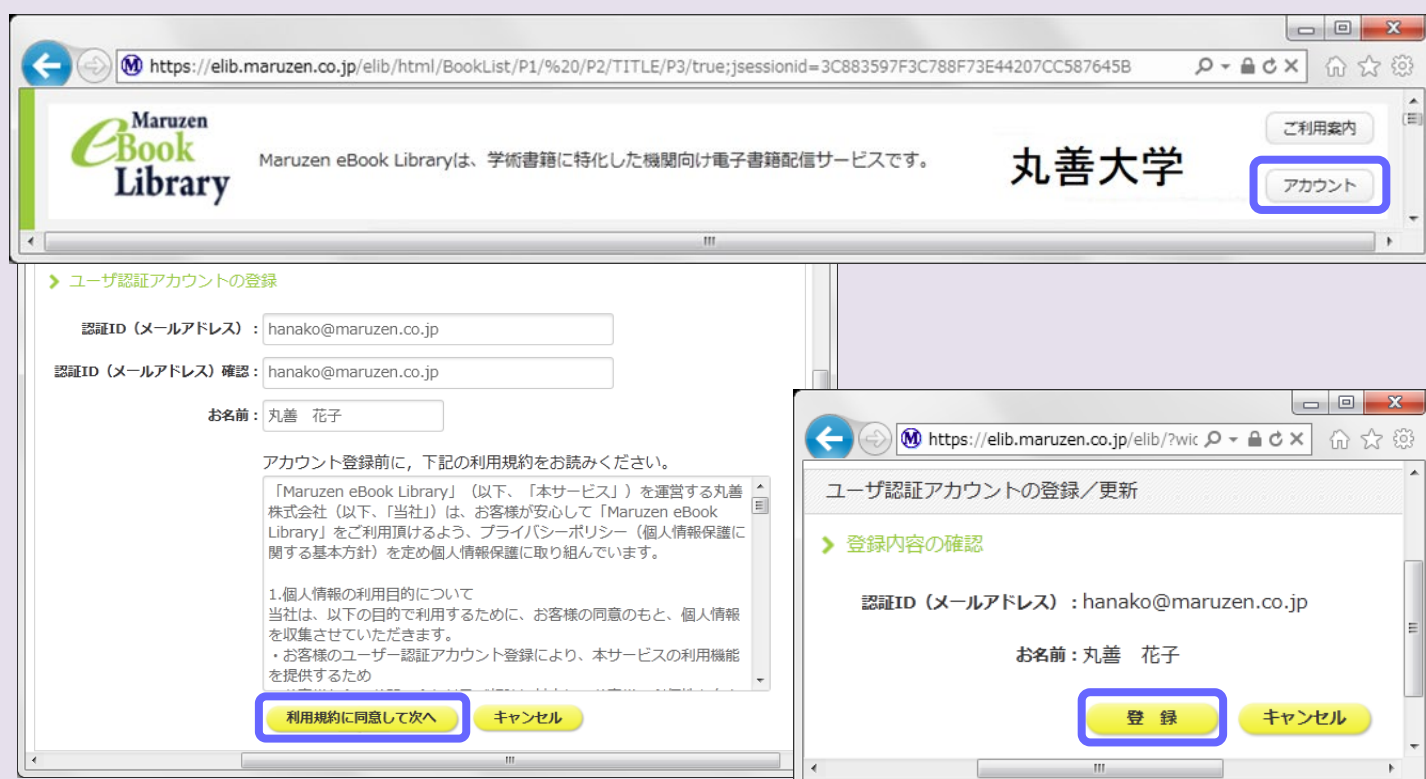 https://elib.maruzen.co.jp/elib/html/BookList/P1/%20/P2/TITLE/P3/true;jsessionid=3C883597F3C788F73E44207CC587645B
Maruzen
eBook
Library
Maruzen eBook Libraryは、学術書籍に特化した機関向け電子書籍配信サービスです。
丸善大学
ご利用案内
アカウント
ユーザ認証アカウントの登録
認証ID（メールアドレス）：hanako@maruzen.co.jp
認証ID（メールアドレス）確認：hanako@maruzen.co.jp
お名前：丸善　花子
アカウント登録前に，下記の利用規約をお読みください。
「Maruzen eBook Library」（以下、「本サービス」）を運営する丸善
株式会社（以下、「当社」）は、お客様が安心して「Maruzen eBook
Library」をご利用頂けるよう、プライバシーポリシー（個人情報保護に
関する基本方針）を定め個人情報保護に取り組んでいます。
1.個人情報の利用目的について
当社は、以下の目的で利用するために、お客様の同意のもと、個人情報
を収集させていただきます。
・お客様のユーザー認証アカウント登録により、本サービスの利用機能
を提供するため
利用規約に同意して次へ
キャンセル
https://elib.maruzen.co.jp/elib/?wic
ユーザ認証アカウントの登録／更新
登録内容の確認
認証ID（メールアドレス）：hanako@maruzen.co.jp
お名前：丸善　花子
登　録
キャンセル